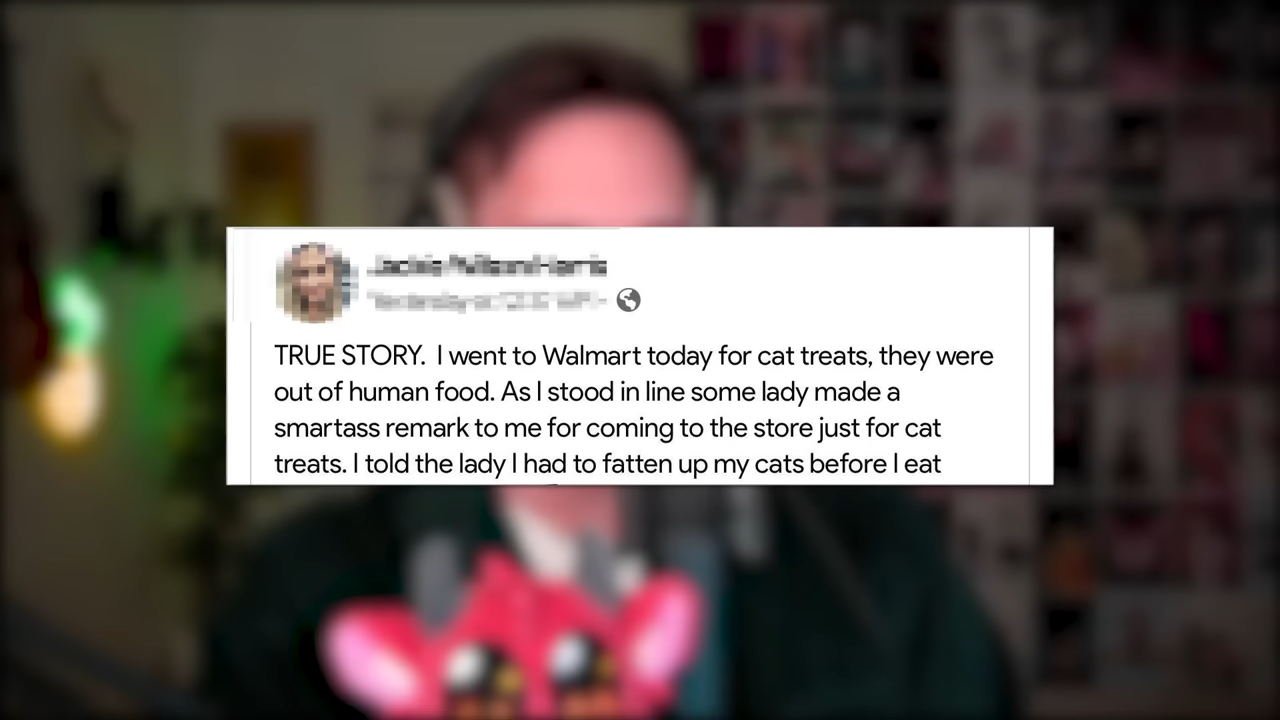 TRUE STORY. I went to Walmart today for cat treats, they were
out of human food. As I stood in line some lady made a
smartass remark to me for coming to the store just for cat
treats. I told the lady I had to fatten up my cats before I eat